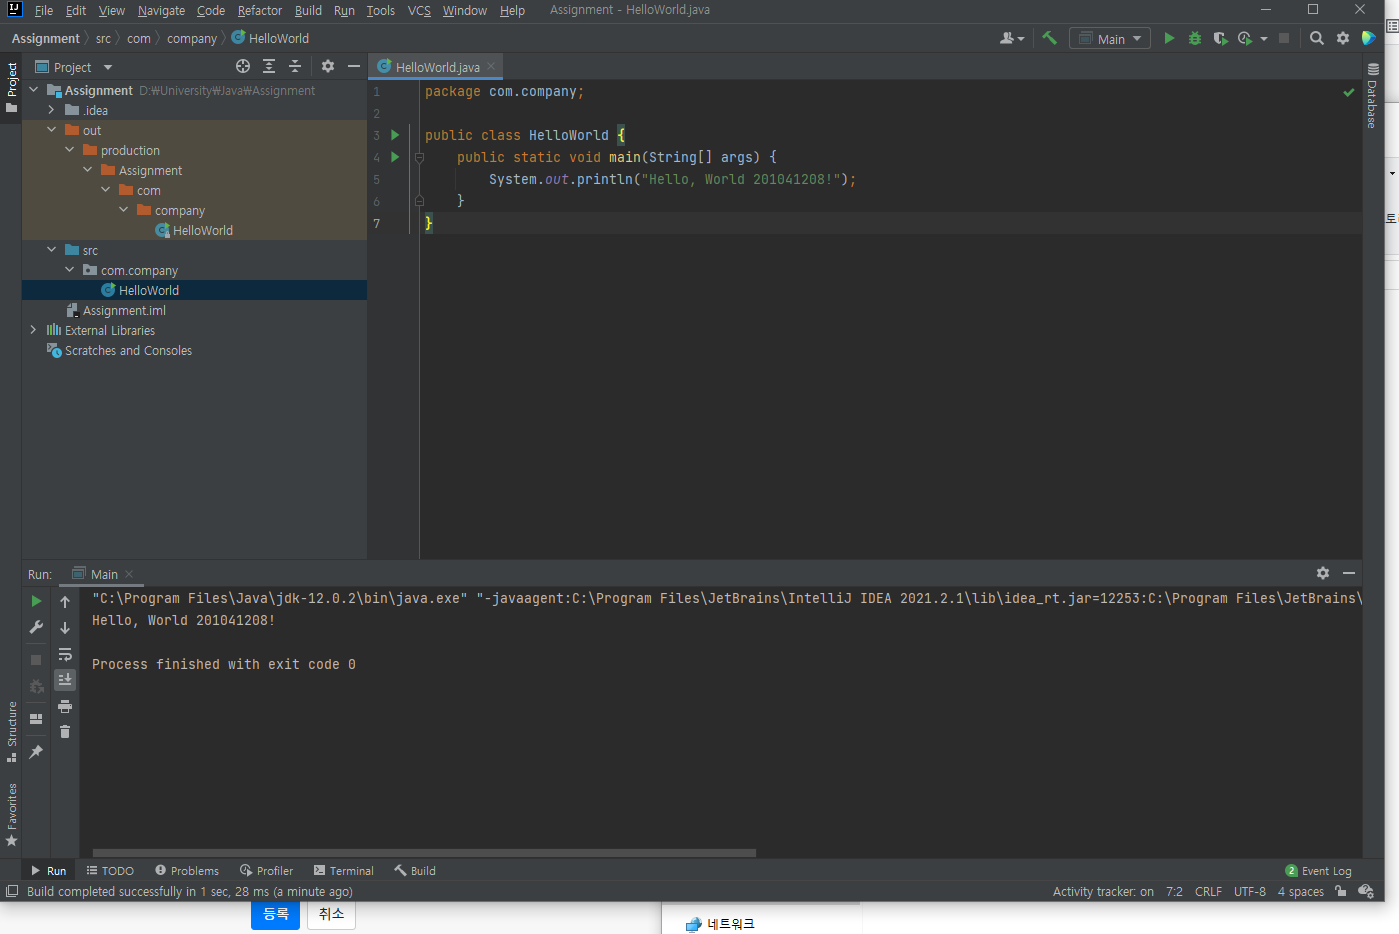 File Edit View Navigate Code Refactor Build Run Tools VCS Window Help Assignment - HelloWorld.java
Assignment src com company HelloWorld Main
Project
HelloWorld.java
Project
Assignment D:₩University₩Java₩Assignment
.idea
out
production
Assignment
com
company
HelloWorld
src
com.company
HelloWorld
Assignment.iml
External Libraries
Scratches and Consoles
1 package com.company;
2
3 public class HelloWorld {
4 public static void main(String[] args) {
5 System.out.println("Hello, World 201041208!");
6 }
7 }
Database
Run: Main
"C:\Program Files\Java\jdk-12.0.2\bin\java.exe" "-javaagent:C:\Program Files\JetBrains\IntelliJ IDEA 2021.2.1\lib\idea_rt.jar=12253:C:\Program Files\JetBrains\
Hello, World 201041208!
Process finished with exit code 0
Structure
Favorites
Run TODO Problems Profiler Terminal Build 2 Event Log
Build completed successfully in 1 sec, 28 ms (a minute ago) Activity tracker: on 7:2 CRLF UTF-8 4 spaces
등록 취소
네트워크